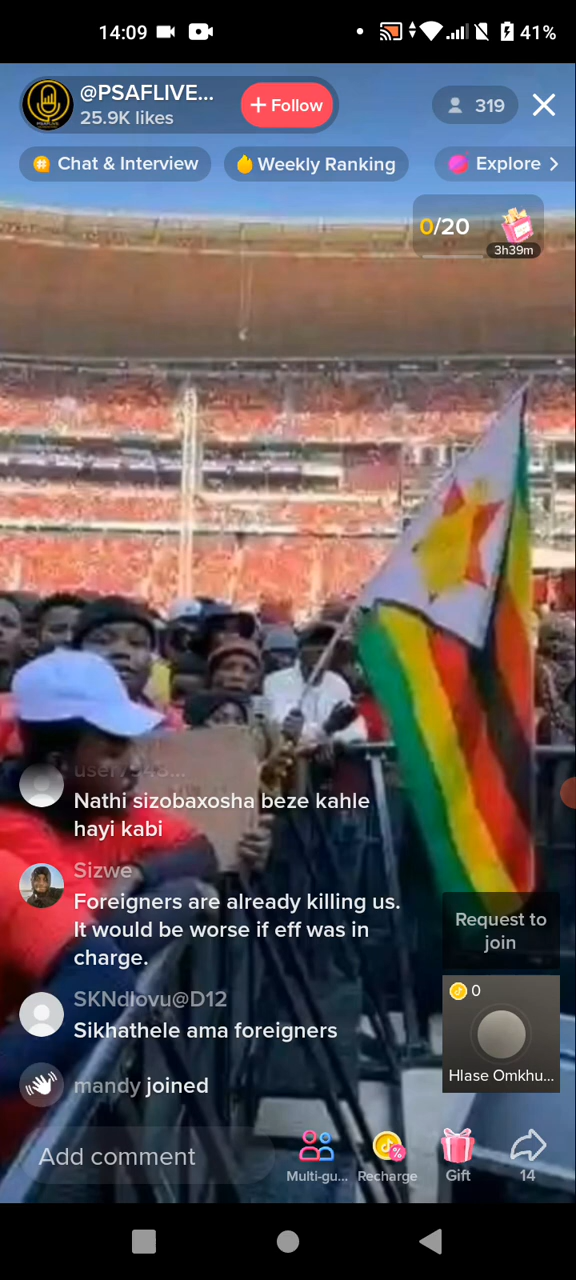 14:09
41%
@PSAFLIVE...
25.9K likes
+ Follow
319
Chat & Interview
Weekly Ranking
Explore >
0/20
3h39m
Nathi sizobaxosha beze kahle
hayi kabi
Sizwe
Foreigners are already killing us.
It would be worse if eff was in
charge.
SKNdlovu@D12
Sikhathele ama foreigners
mandy joined
Request to
join
0
Hlase Omkhu...
Add comment
Multi-gu...
Recharge
Gift
14